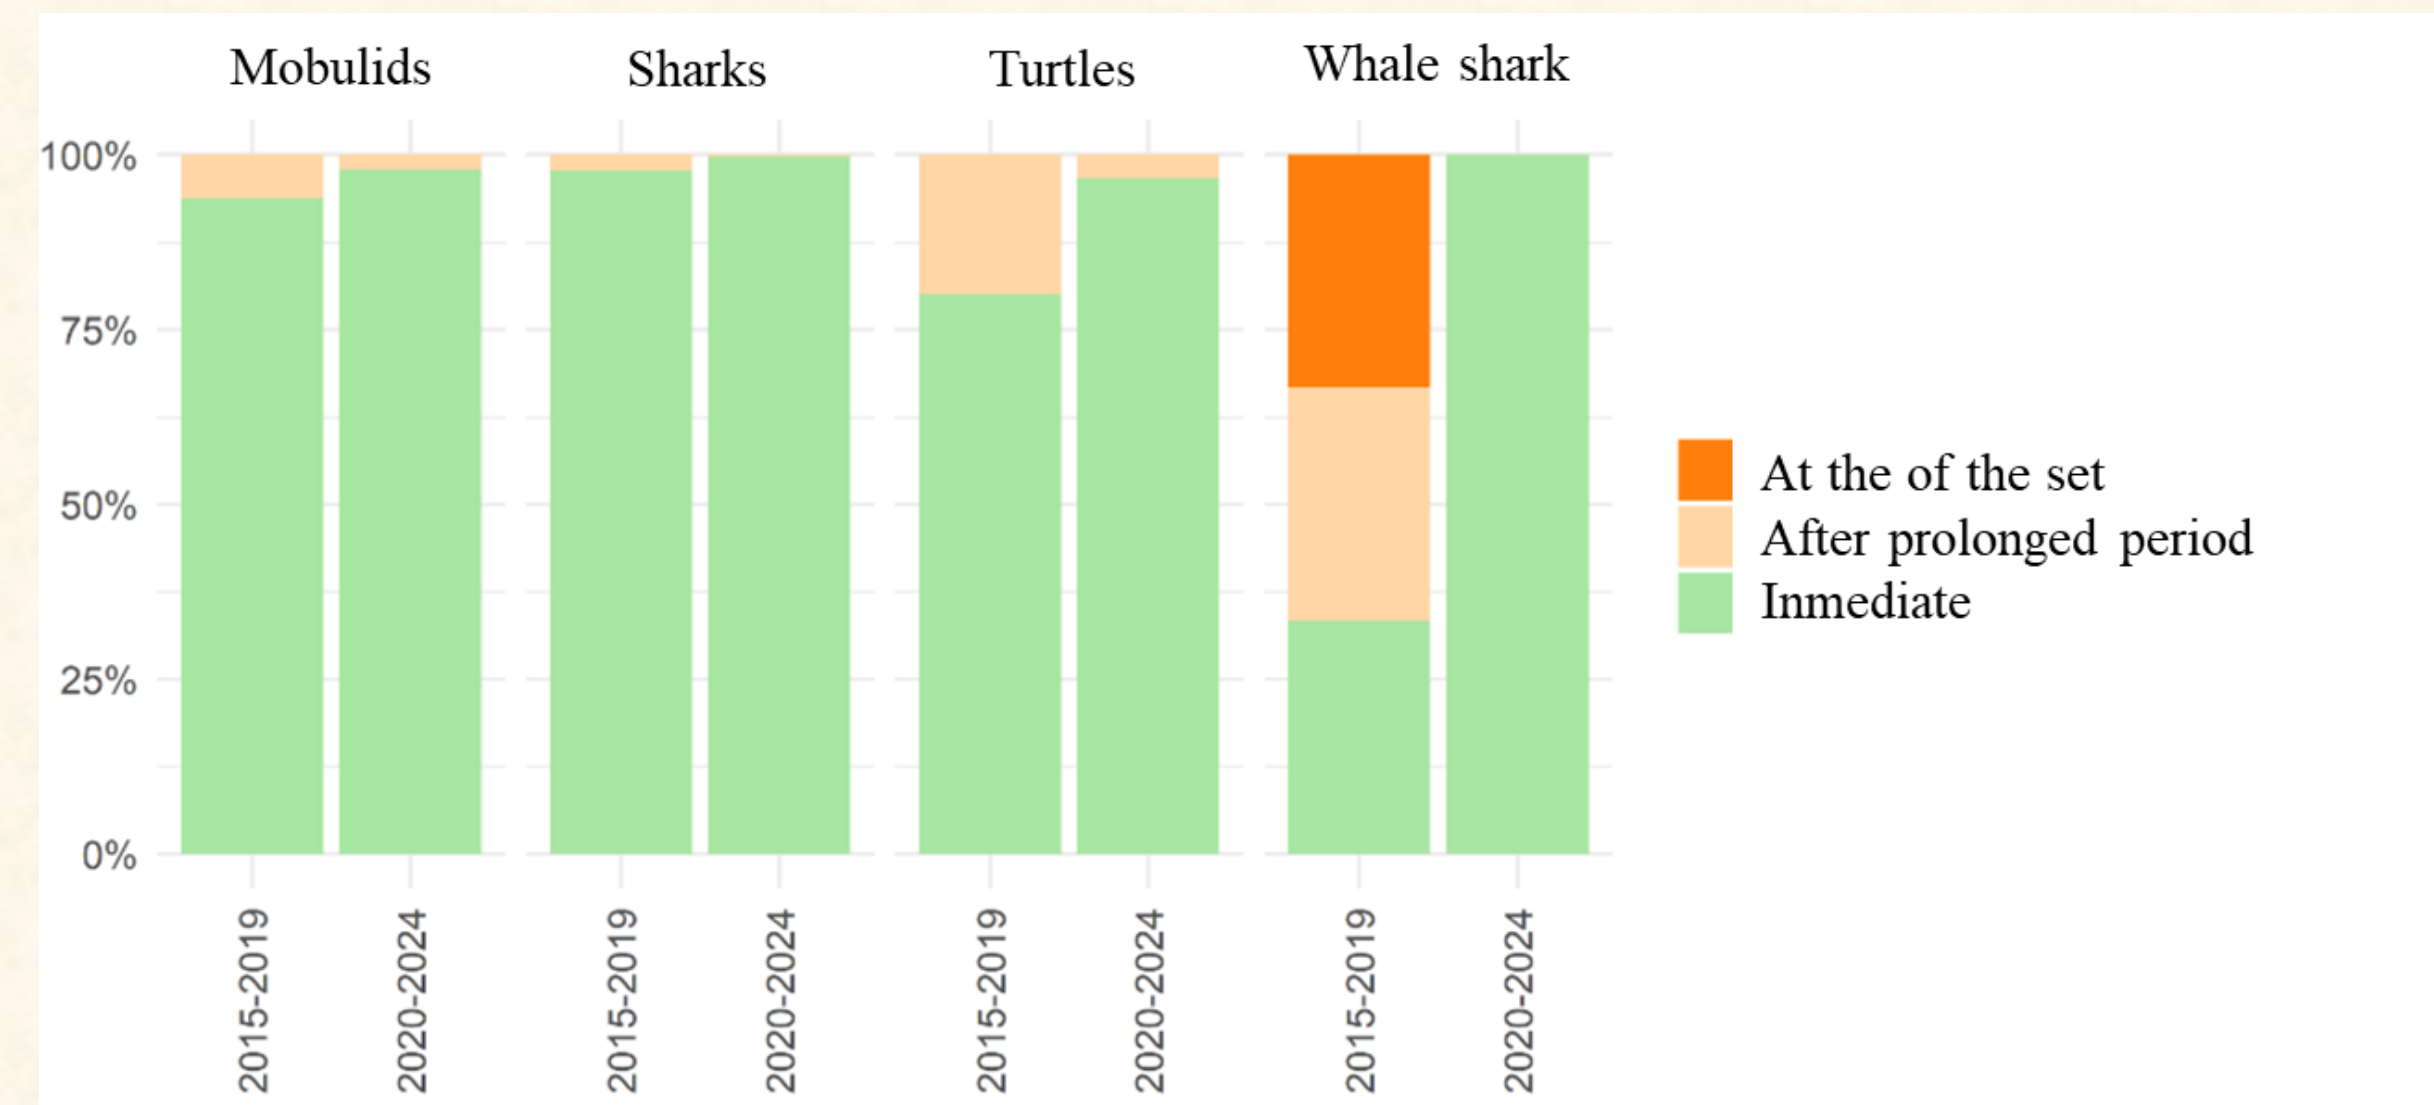 Mobulids Sharks Turtles Whale shark
100%
75%
50%
25%
0%
2015-2019 2020-2024 2015-2019 2020-2024 2015-2019 2020-2024 2015-2019 2020-2024
At the of the set
After prolonged period
Inmediate